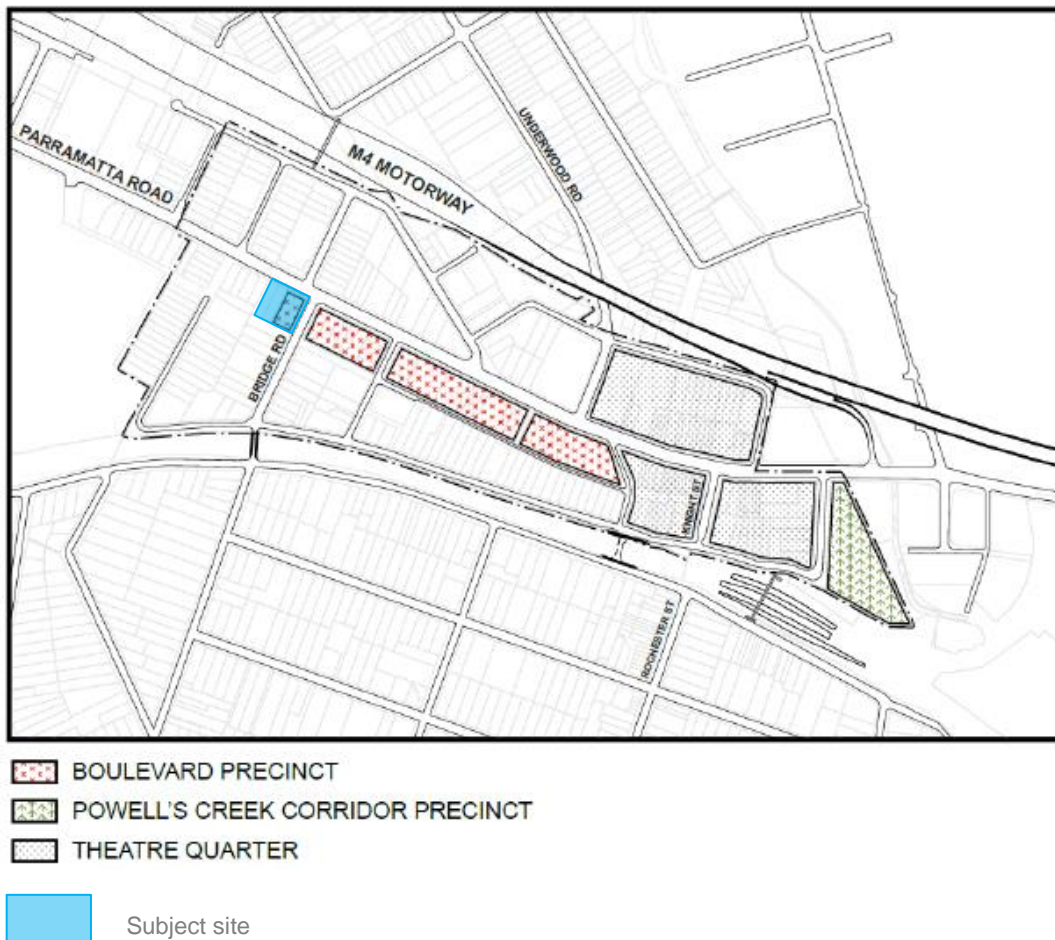 UNDERWOOD RD
M4 MOTORWAY
PARRAMATTA ROAD
BRIDGE RD
KNIGHT ST
ROCHESTER ST
BOULEVARD PRECINCT
POWELL'S CREEK CORRIDOR PRECINCT
THEATRE QUARTER
Subject site